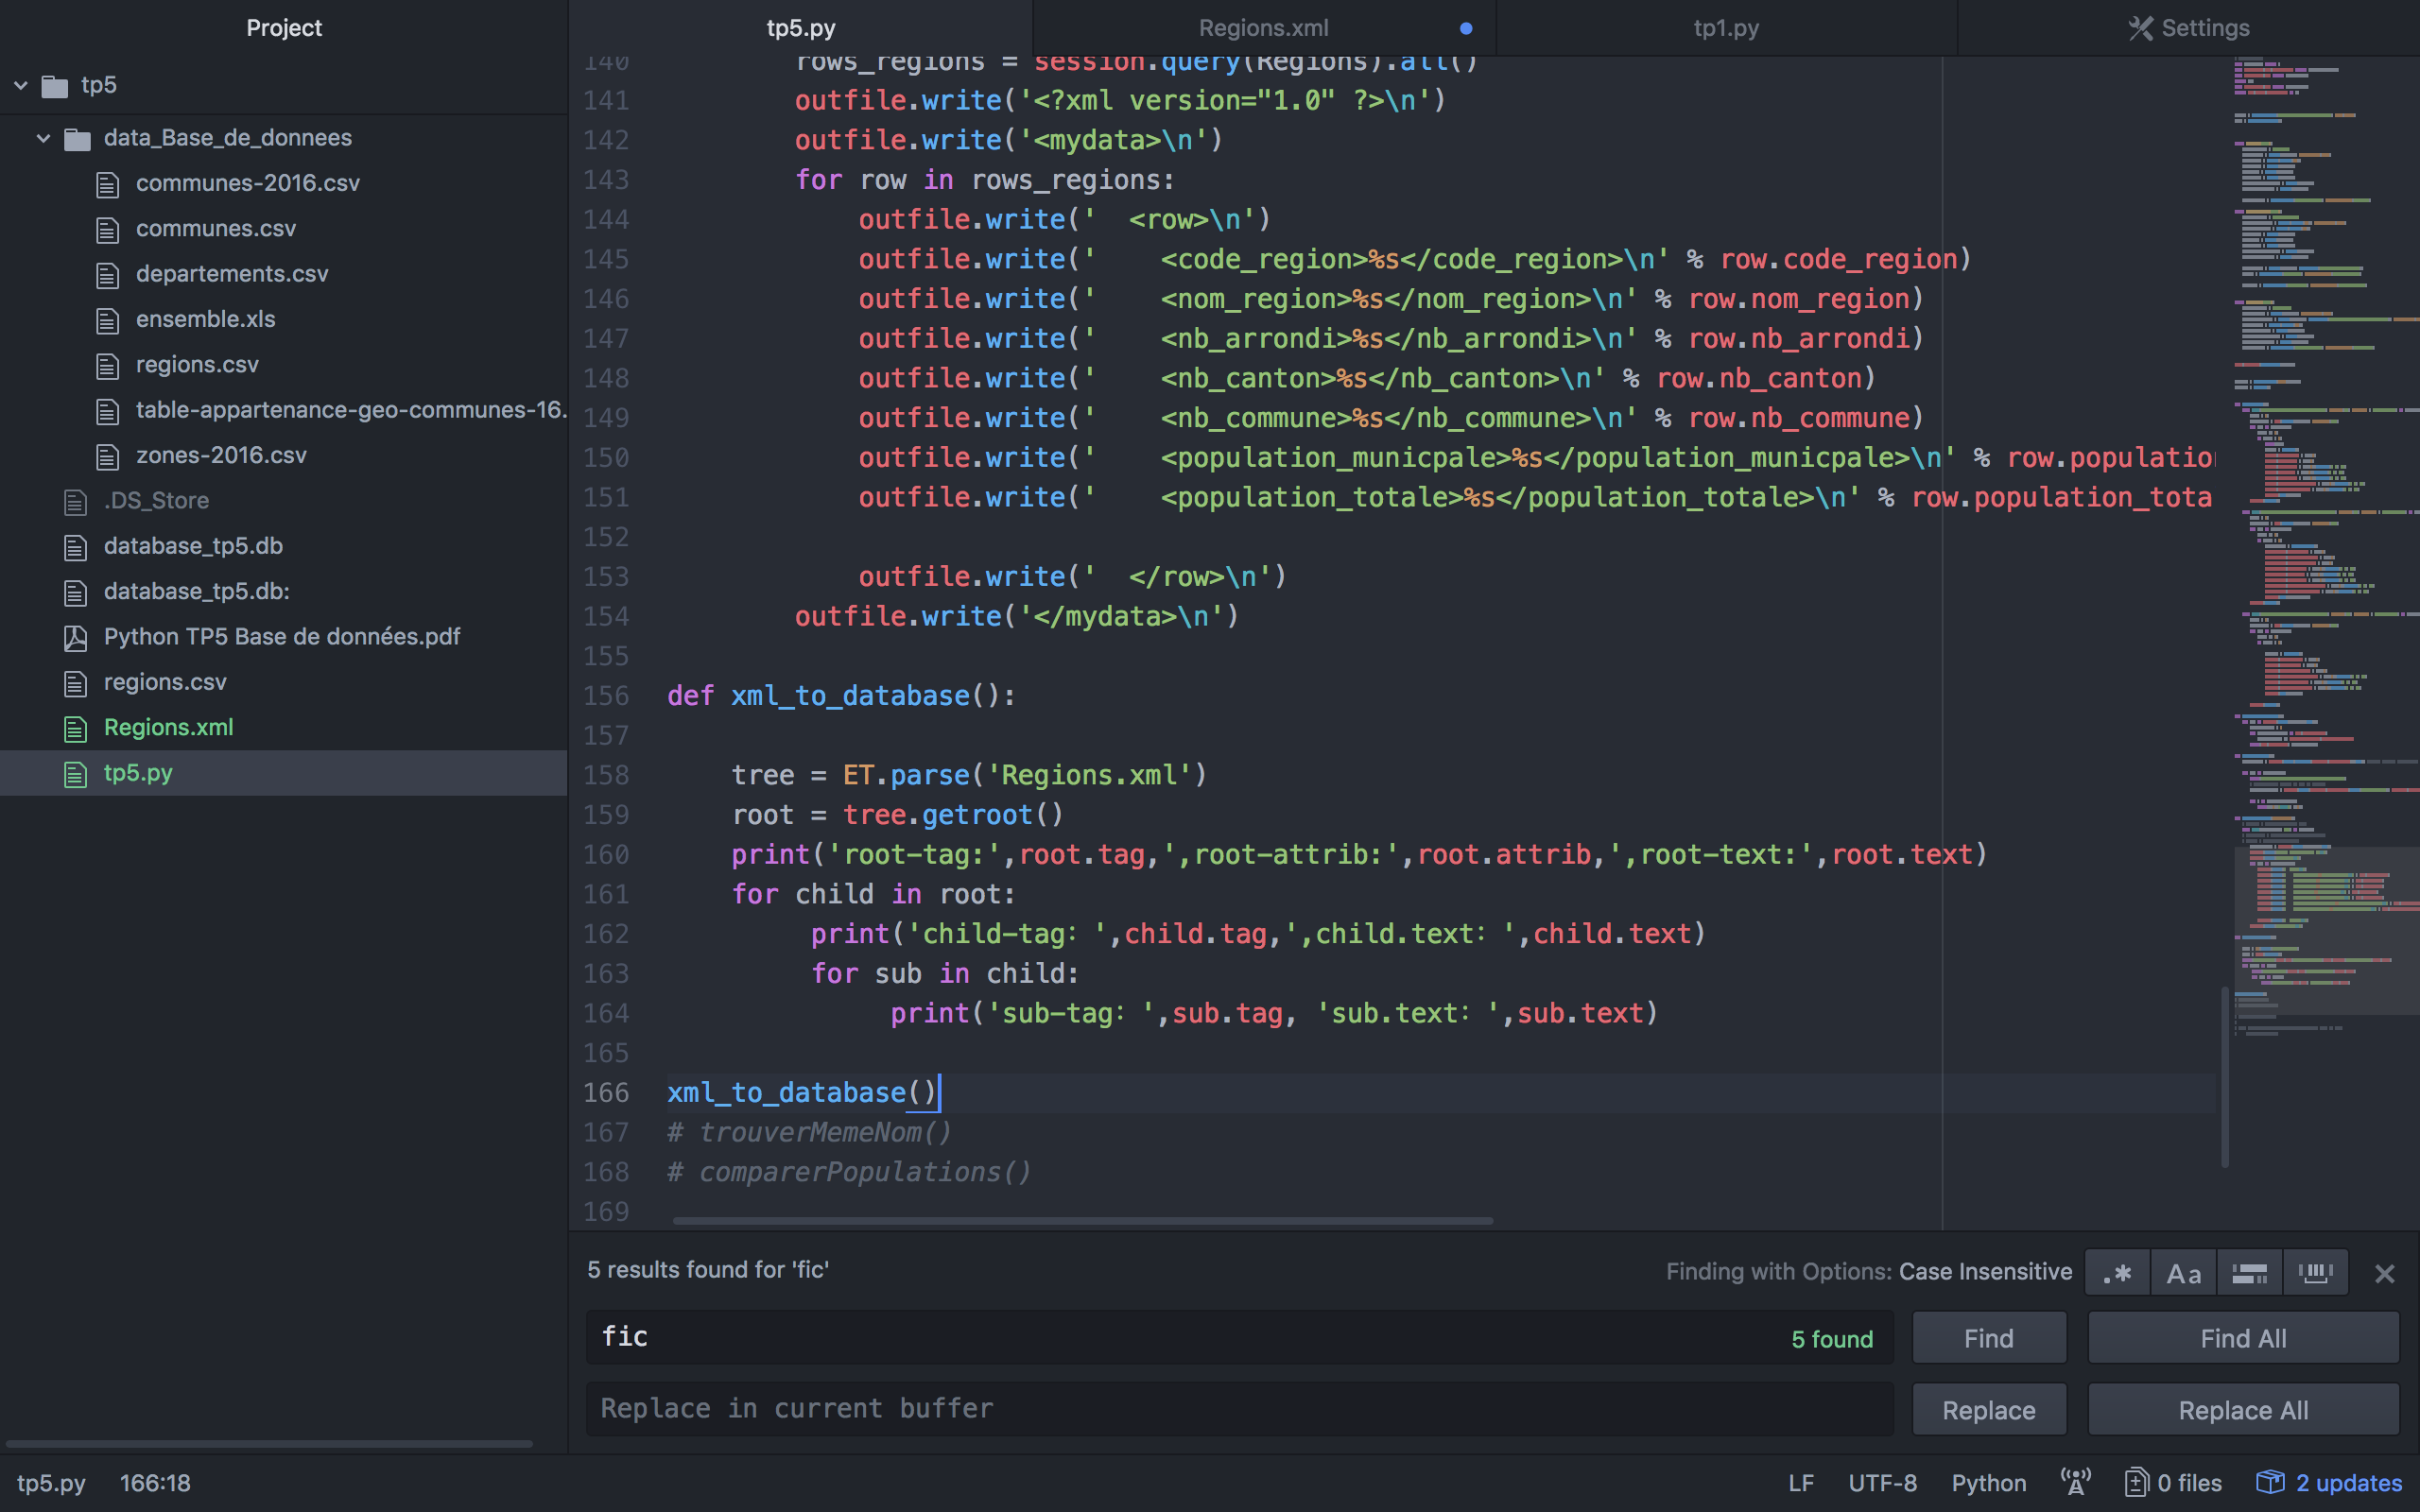 Project
tp5
data_Base_de_donnees
communes-2016.csv
communes.csv
departements.csv
ensemble.xls
regions.csv
table-appartenance-geo-communes-16.
zones-2016.csv
.DS_Store
database_tp5.db
database_tp5.db:
Python TP5 Base de données.pdf
regions.csv
Regions.xml
tp5.py
tp5.py Regions.xml tp1.py Settings
140 rows_regions = session.query(Regions).all()
141 outfile.write('<?xml version="1.0" ?>\n')
142 outfile.write('<mydata>\n')
143 for row in rows_regions:
144 outfile.write('  <row>\n')
145 outfile.write('    <code_region>%s</code_region>\n' % row.code_region)
146 outfile.write('    <nom_region>%s</nom_region>\n' % row.nom_region)
147 outfile.write('    <nb_arrondi>%s</nb_arrondi>\n' % row.nb_arrondi)
148 outfile.write('    <nb_canton>%s</nb_canton>\n' % row.nb_canton)
149 outfile.write('    <nb_commune>%s</nb_commune>\n' % row.nb_commune)
150 outfile.write('    <population_municpale>%s</population_municpale>\n' % row.populatio
151 outfile.write('    <population_totale>%s</population_totale>\n' % row.population_tota
152
153 outfile.write('  </row>\n')
154 outfile.write('</mydata>\n')
155
156 def xml_to_database():
157
158 tree = ET.parse('Regions.xml')
159 root = tree.getroot()
160 print('root-tag:',root.tag,',root-attrib:',root.attrib,',root-text:',root.text)
161 for child in root:
162 print('child-tag：',child.tag,',child.text：',child.text)
163 for sub in child:
164 print('sub-tag：',sub.tag, 'sub.text：',sub.text)
165
166 xml_to_database()
167 # trouverMemeNom()
168 # comparerPopulations()
169
5 results found for 'fic' Finding with Options: Case Insensitive .* Aa
fic 5 found Find Find All
Replace in current buffer Replace Replace All
tp5.py 166:18 LF UTF-8 Python 0 files 2 updates